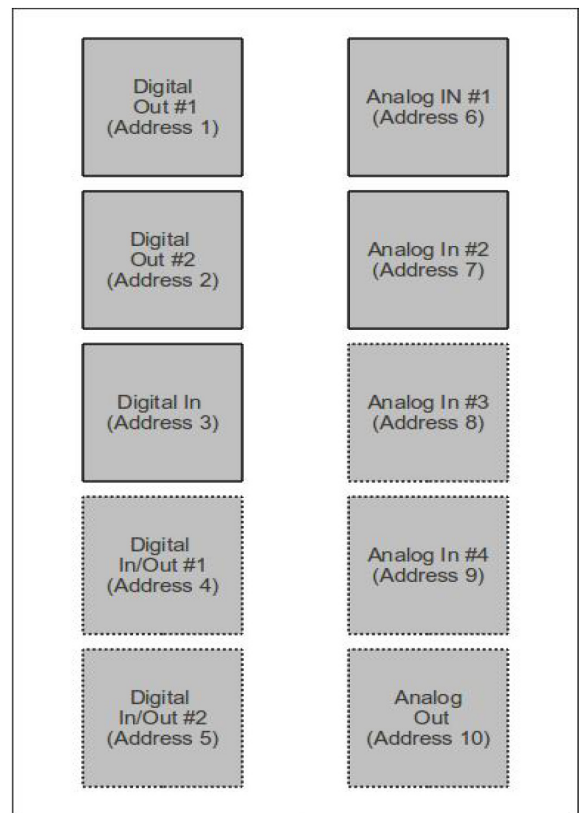 Digital
Out #1
(Address 1)
Digital
Out #2
(Address 2)
Digital In
(Address 3)
Digital
In/Out #1
(Address 4)
Digital
In/Out #2
(Address 5)
Analog IN #1
(Address 6)
Analog In #2
(Address 7)
Analog In #3
(Address 8)
Analog In #4
(Address 9)
Analog
Out
(Address 10)